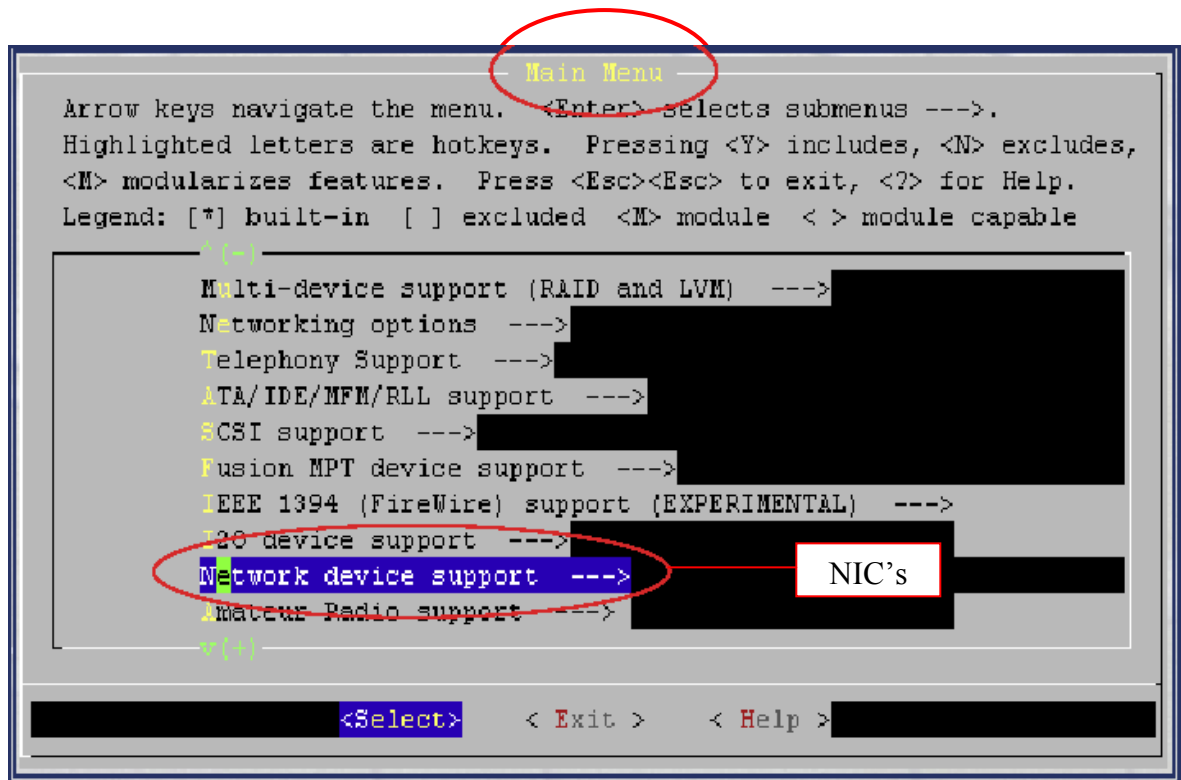 Main Menu
Arrow keys navigate the menu. <Enter> selects submenus --->.
Highlighted letters are hotkeys. Pressing <Y> includes, <N> excludes,
<M> modularizes features. Press <Esc><Esc> to exit, <?> for Help.
Legend: [*] built-in [ ] excluded <M> module < > module capable
^(-)
Multi-device support (RAID and LVM) --->
Networking options --->
Telephony Support --->
ATA/IDE/MFM/RLL support --->
SCSI support --->
Fusion MPT device support --->
IEEE 1394 (FireWire) support (EXPERIMENTAL) --->
I2O device support --->
Network device support ---> NIC’s
Amateur Radio support --->
v(+)
<Select> < Exit > < Help >